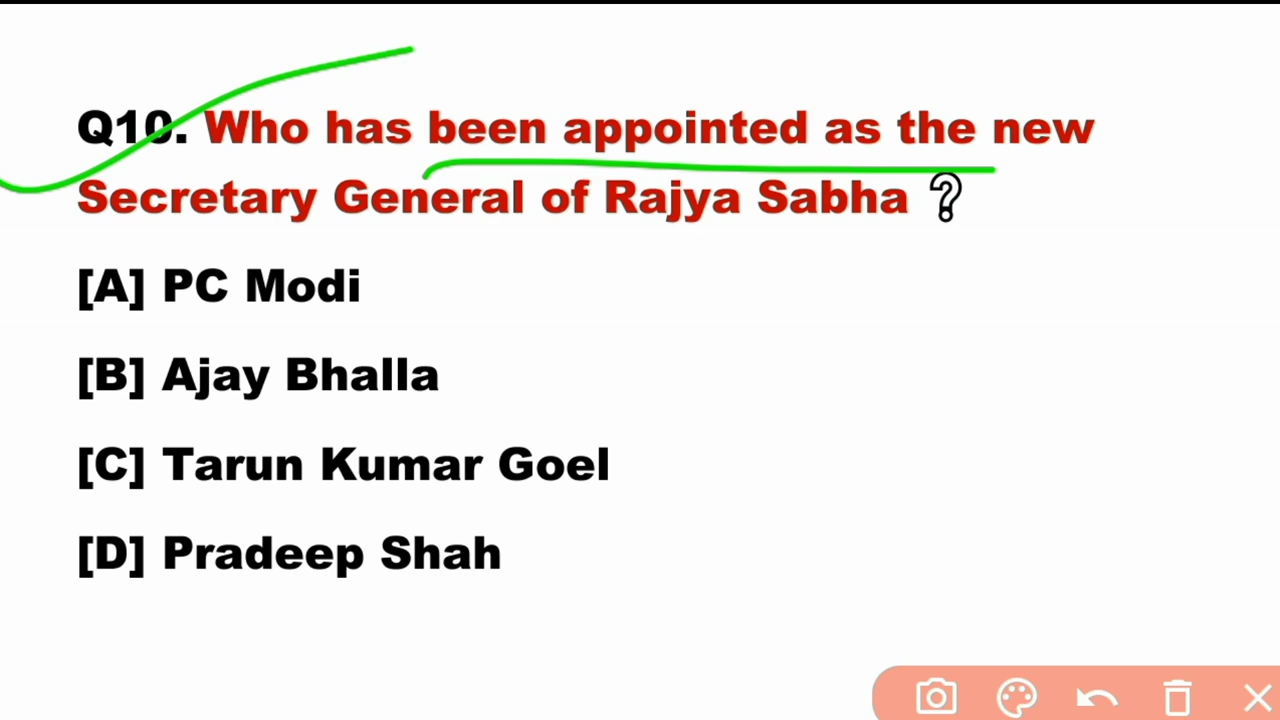 Q10. Who has been appointed as the new
Secretary General of Rajya Sabha ?
[A] PC Modi
[B] Ajay Bhalla
[C] Tarun Kumar Goel
[D] Pradeep Shah